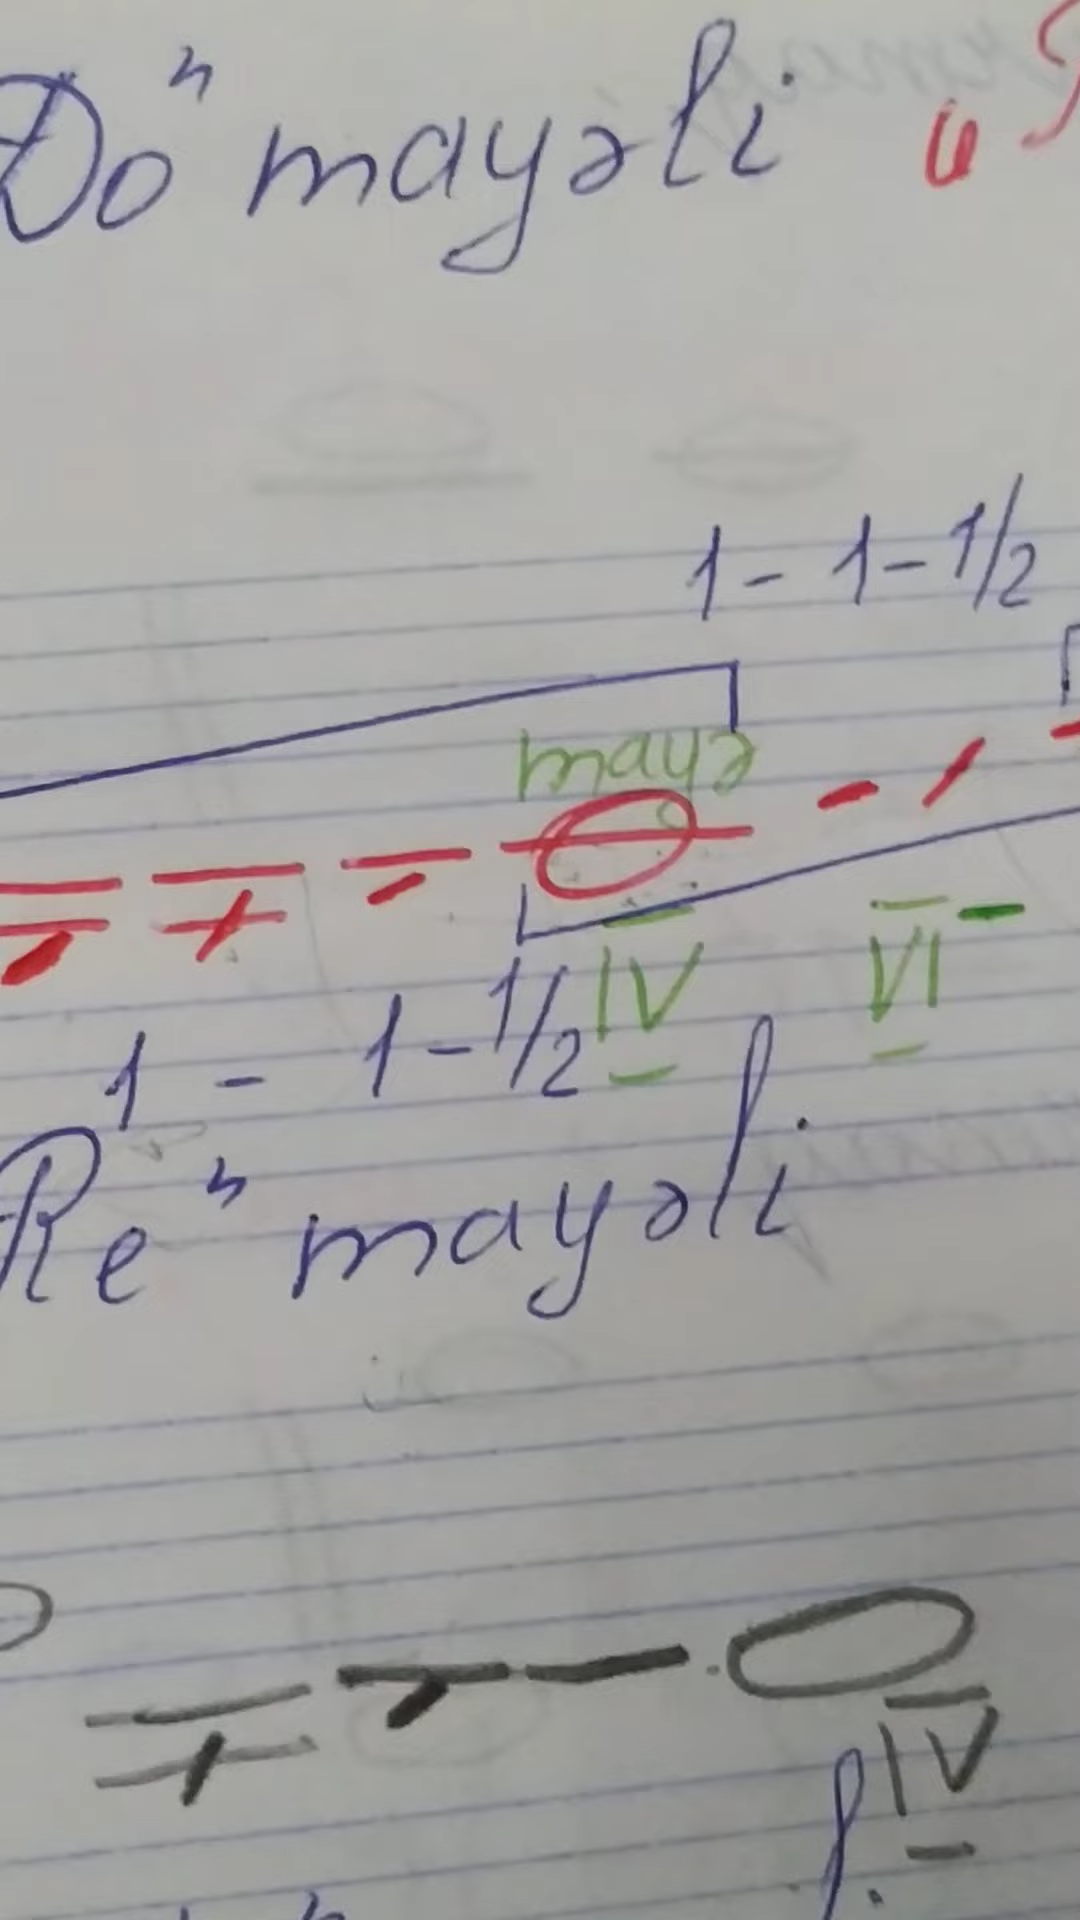 Do" mayəli "
1 - 1 - 1/2
mayə
IV VI
1 - 1 - 1/2
Re" mayəli
IV